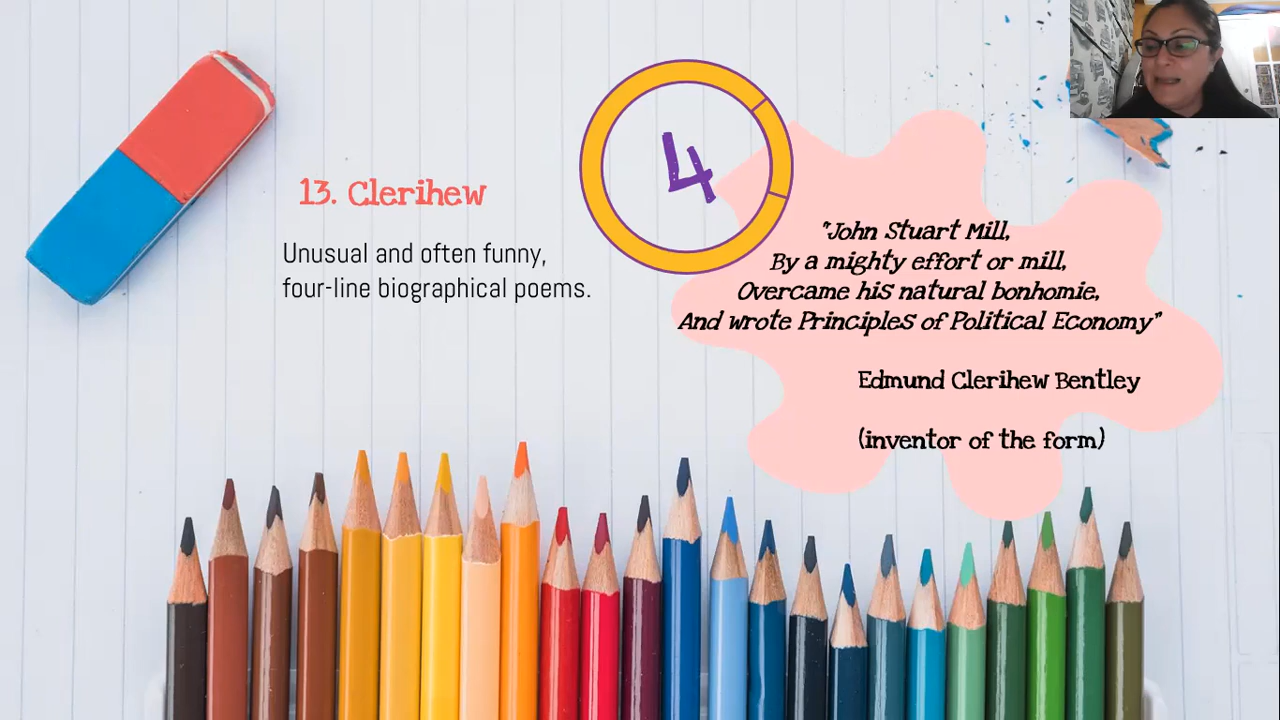 13. Clerihew
Unusual and often funny,
four-line biographical poems.
4
"John Stuart Mill,
By a mighty effort or mill,
Overcame his natural bonhomie,
And wrote Principles of Political Economy"
Edmund Clerihew Bentley
(inventor of the form)